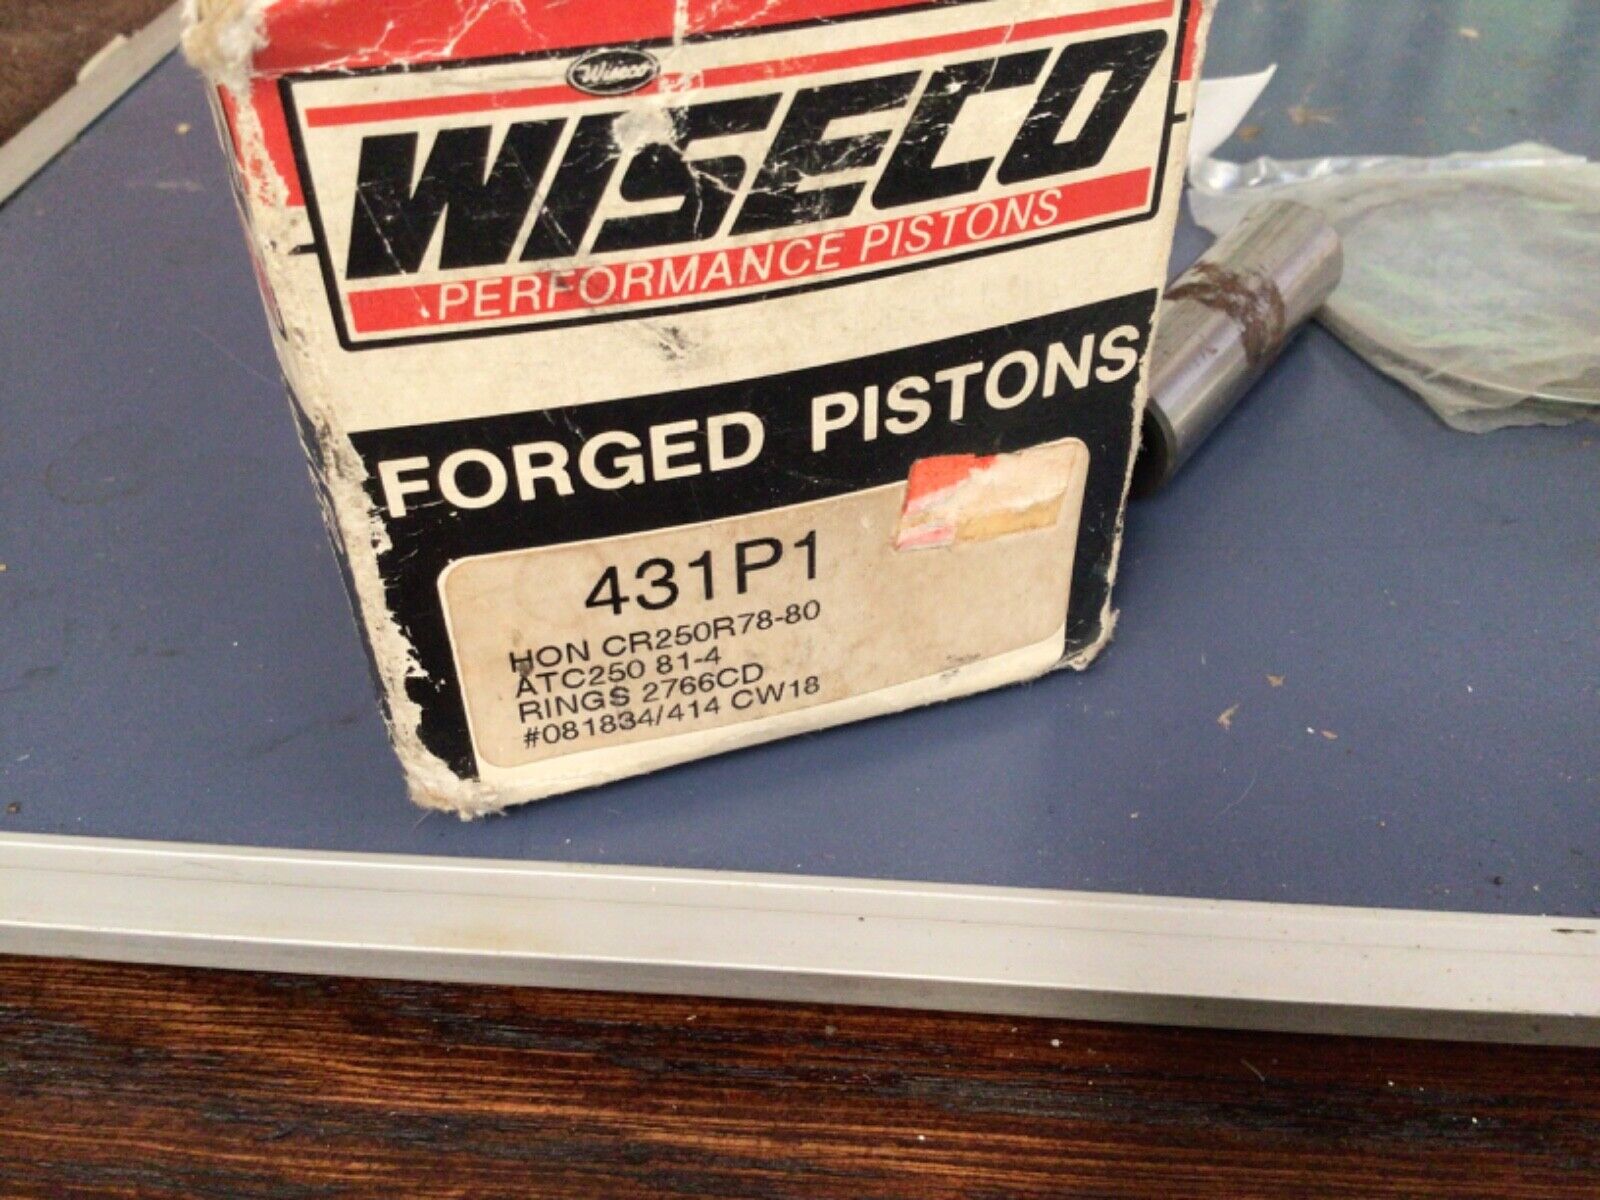 Wiseco
WISECO
PERFORMANCE PISTONS
FORGED PISTONS
431P1
HON CR250R78-80
ATC250 81-4
RINGS 2766CD
#081834/414 CW18